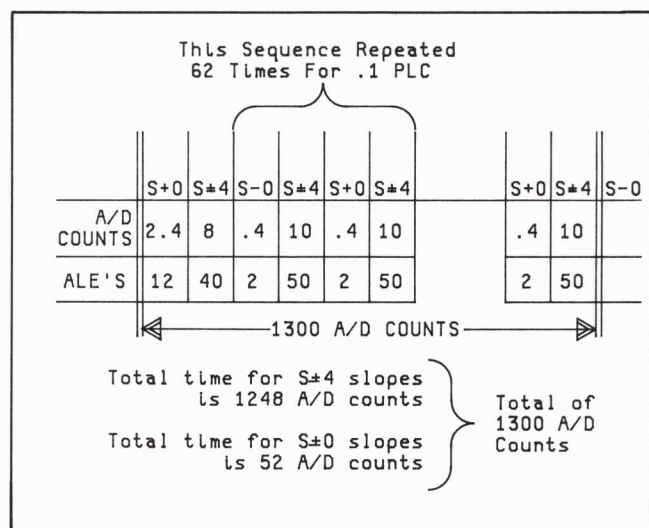 This Sequence Repeated
62 Times For .1 PLC
S+0 S±4 S-0 S±4 S+0 S±4 S+0 S±4 S-0
A/D
COUNTS 2.4 8 .4 10 .4 10 .4 10
ALE'S 12 40 2 50 2 50 2 50
1300 A/D COUNTS
Total time for S±4 slopes
is 1248 A/D counts
Total time for S±0 slopes
is 52 A/D counts
Total of
1300 A/D
Counts